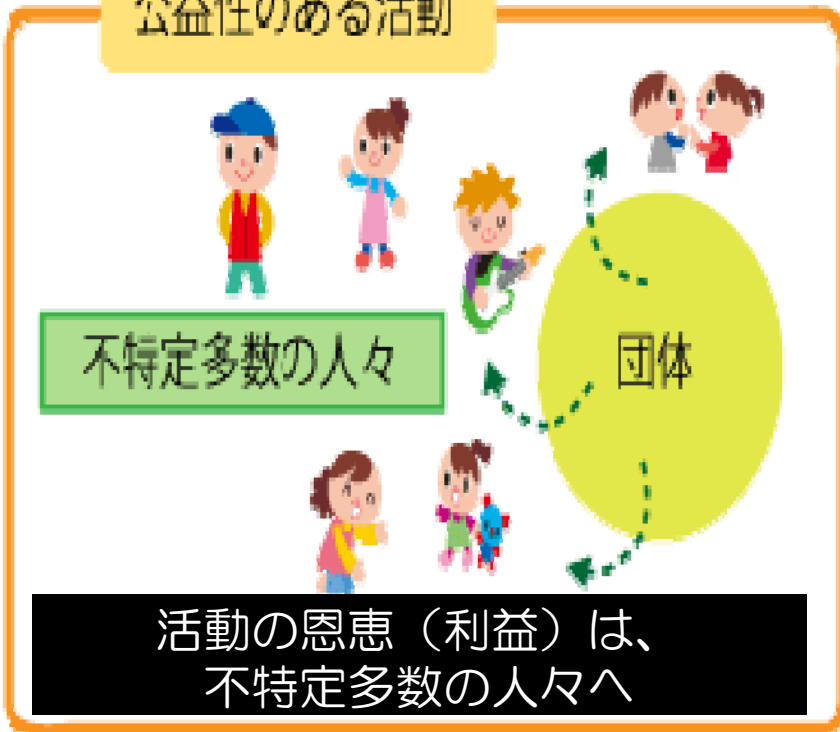 公益性のある活動
不特定多数の人々
団体
活動の恩恵（利益）は、
不特定多数の人々へ